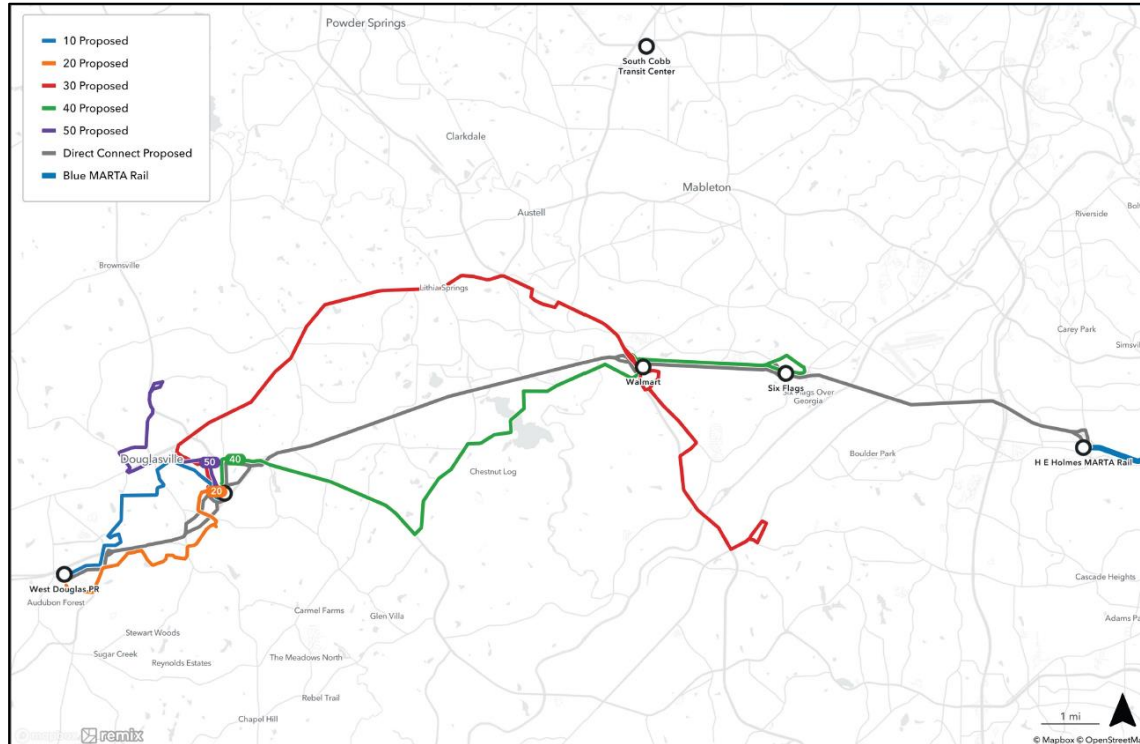 Powder Springs
10 Proposed
20 Proposed
30 Proposed
40 Proposed
50 Proposed
Direct Connect Proposed
Blue MARTA Rail
South Cobb
Transit Center
Clarkdale
Mableton
Austell
Riverside
Brownsville
Lithia Springs
Carey Park
Walmart
Six Flags
Six Flags Over
Georgia
Douglasville
50
40
20
Chestnut Log
Boulder Park
H E Holmes MARTA Rail
West Douglas PR
Audubon Forest
Cascade Heights
Carmel Farms
Glen Villa
Stewart Woods
Sugar Creek
Reynolds Estates
The Meadows North
Rebel Trail
Chapel Hill
1 mi
mapbox remix
© Mapbox © OpenStreetMa